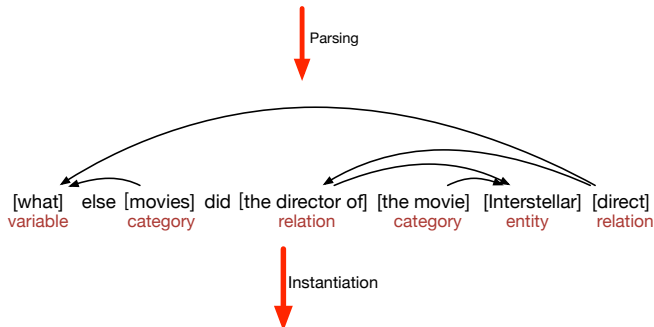 Parsing
[what] else [movies] did [the director of] [the movie] [Interstellar] [direct]
variable category relation category entity relation
Instantiation